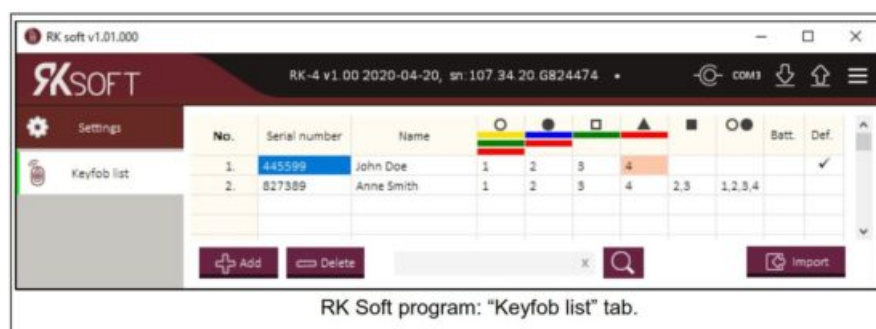 RK soft v1.01.000
RKSOFT
RK-4 v1.00 2020-04-20, sn:107.34.20.G824474
COM3
Settings
Keyfob list
No. Serial number Name Batt. Def.
1. 445599 John Doe 1 2 3 4
2. 827389 Anne Smith 1 2 3 4 2,3 1,2,3,4
Add
Delete
x
Import
RK Soft program: “Keyfob list” tab.